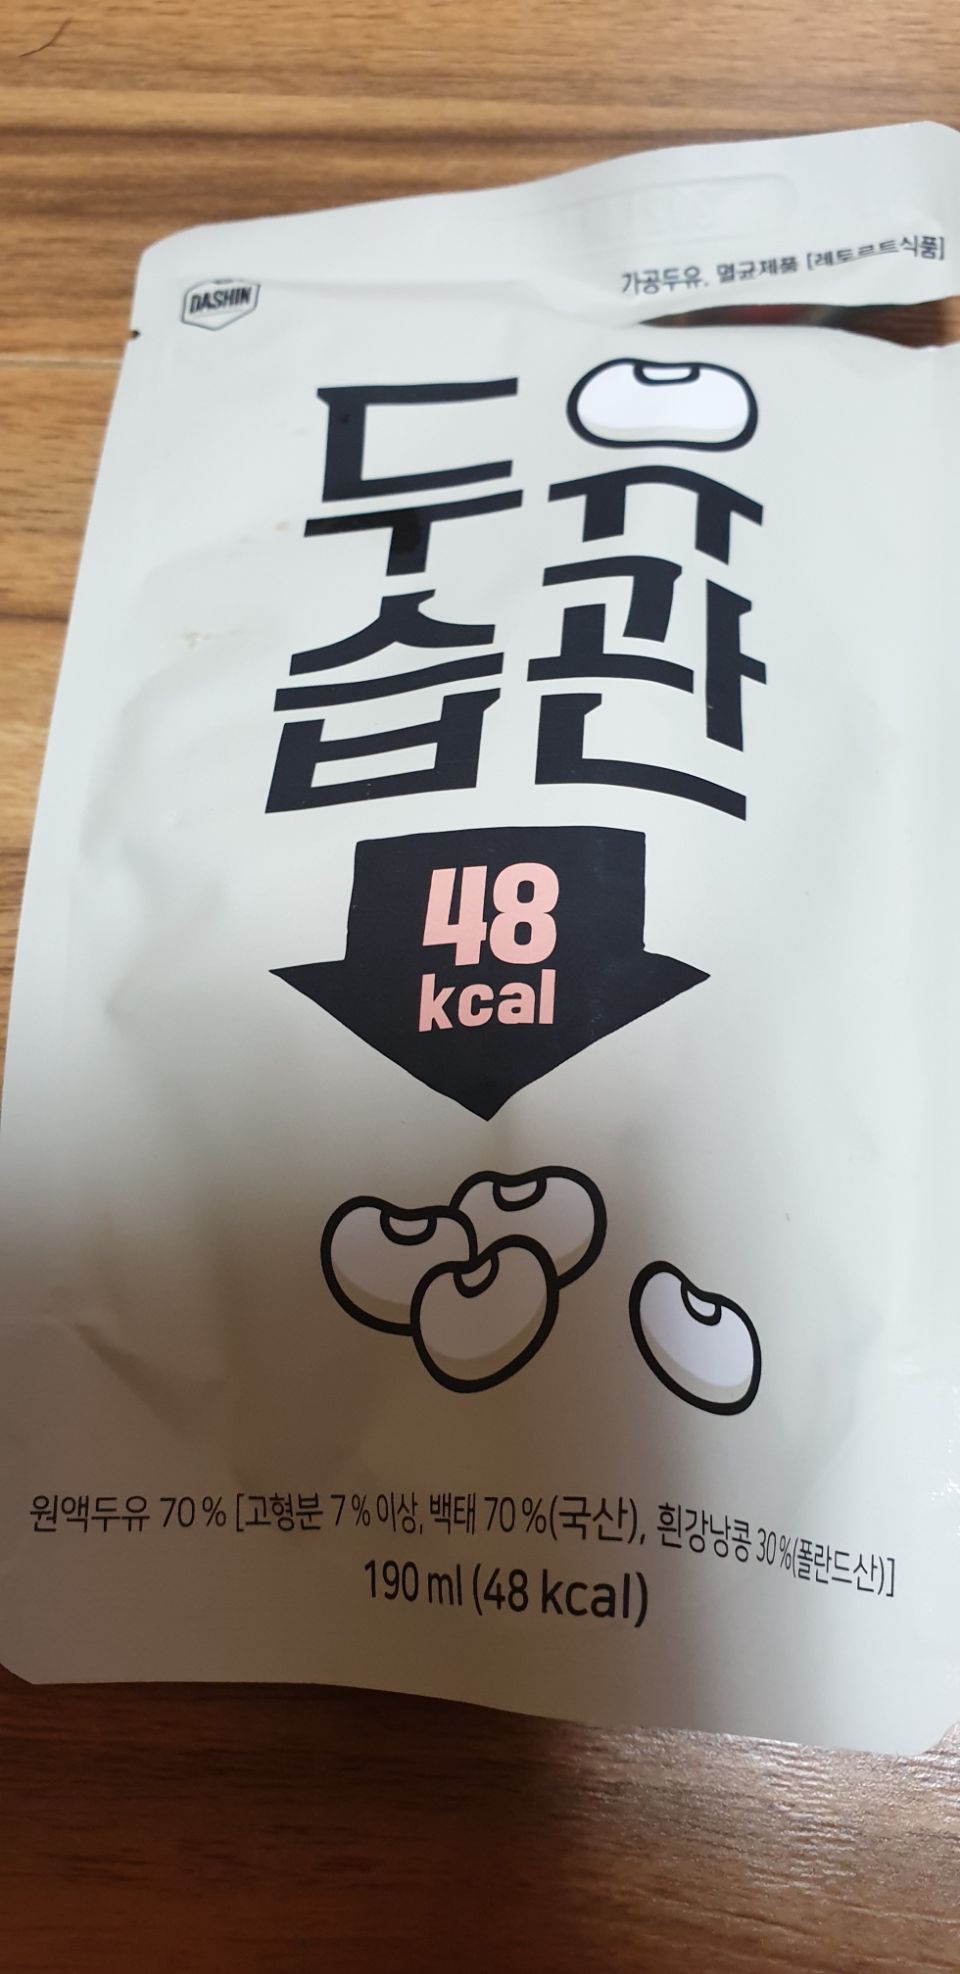 DASHIN
가공두유, 멸균제품 [레토르트식품]
두유
습관
48
kcal
원액두유 70% [고형분 7%이상, 백태 70%(국산), 흰강낭콩 30%(폴란드산)]
190 ml (48 kcal)